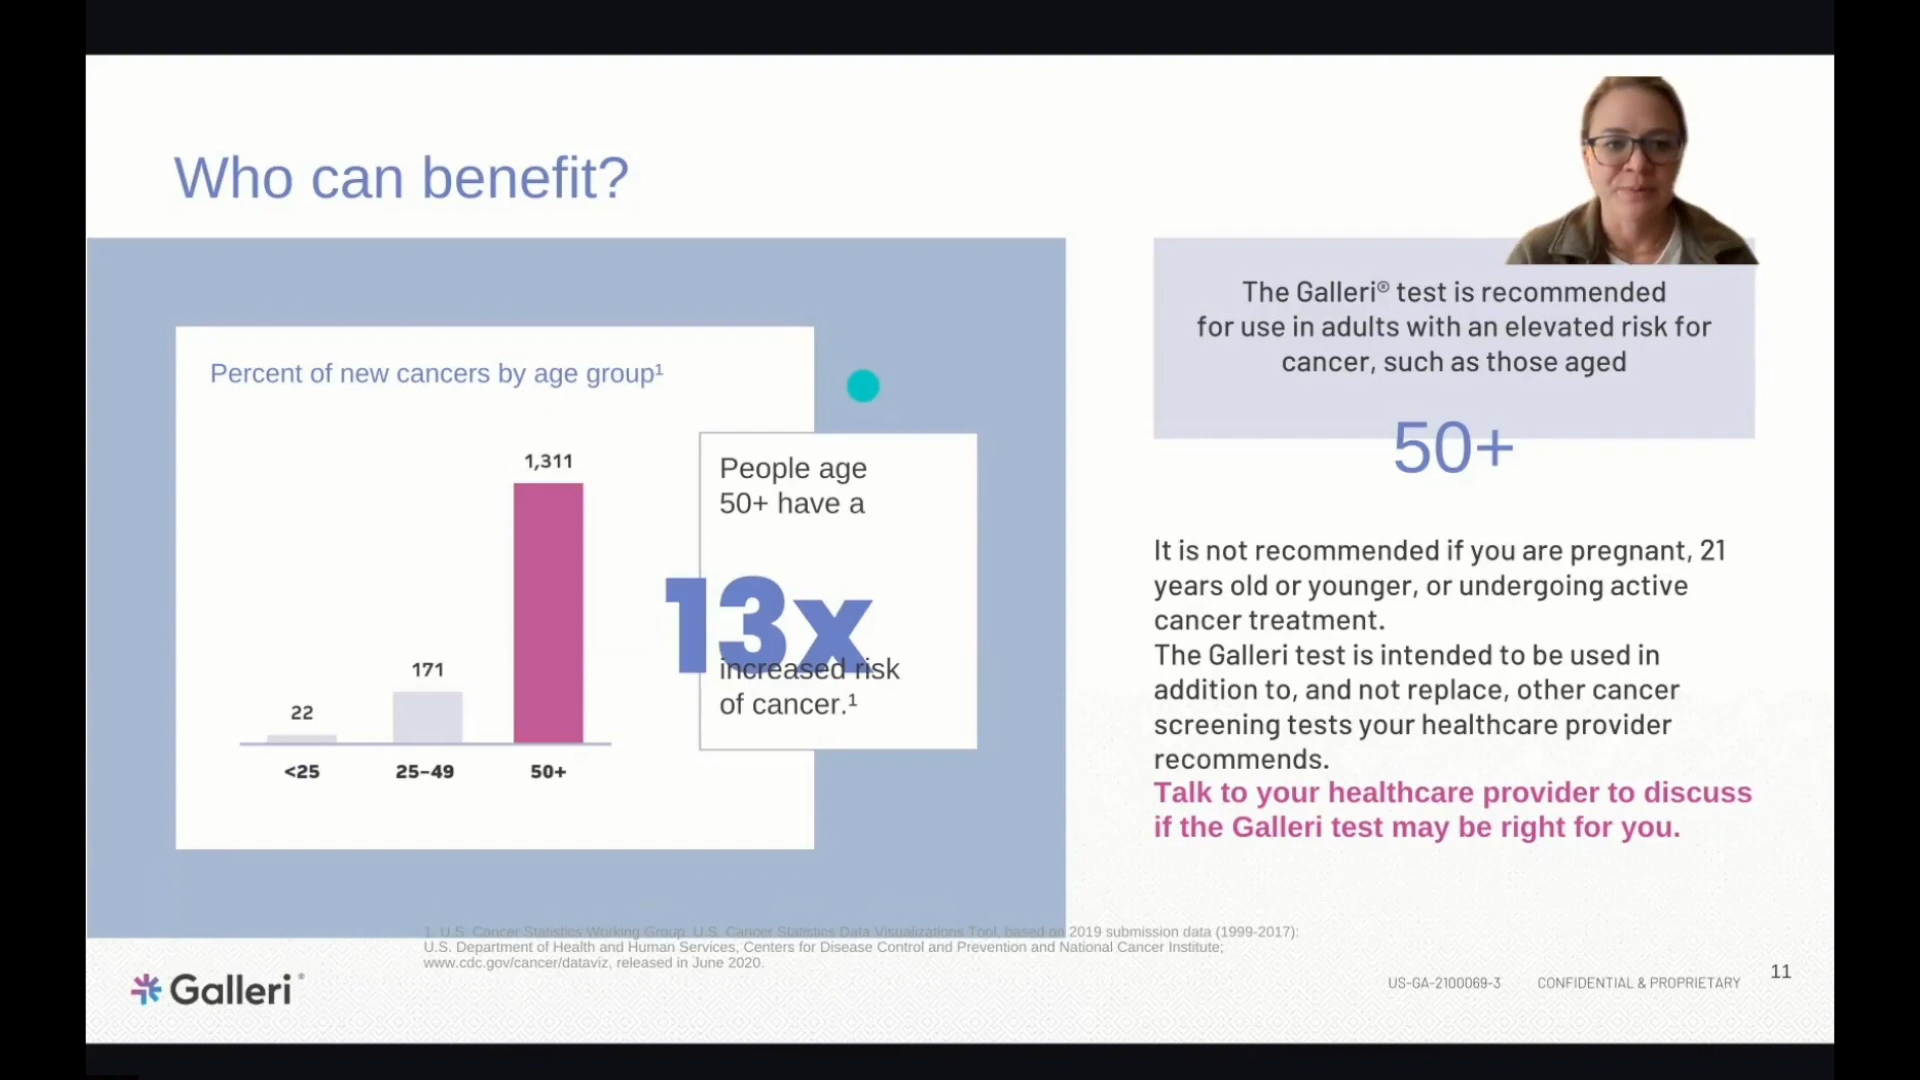 Who can benefit?
Percent of new cancers by age group¹
1,311
171
22
<25
25–49
50+
People age
50+ have a
13x
increased risk
of cancer.¹
The Galleri® test is recommended
for use in adults with an elevated risk for
cancer, such as those aged
50+
It is not recommended if you are pregnant, 21
years old or younger, or undergoing active
cancer treatment.
The Galleri test is intended to be used in
addition to, and not replace, other cancer
screening tests your healthcare provider
recommends.
Talk to your healthcare provider to discuss
if the Galleri test may be right for you.
1. U.S. Cancer Statistics Working Group. U.S. Cancer Statistics Data Visualizations Tool, based on 2019 submission data (1999-2017):
U.S. Department of Health and Human Services, Centers for Disease Control and Prevention and National Cancer Institute;
www.cdc.gov/cancer/dataviz, released in June 2020.
Galleri®
US-GA-2100069-3
CONFIDENTIAL & PROPRIETARY
11